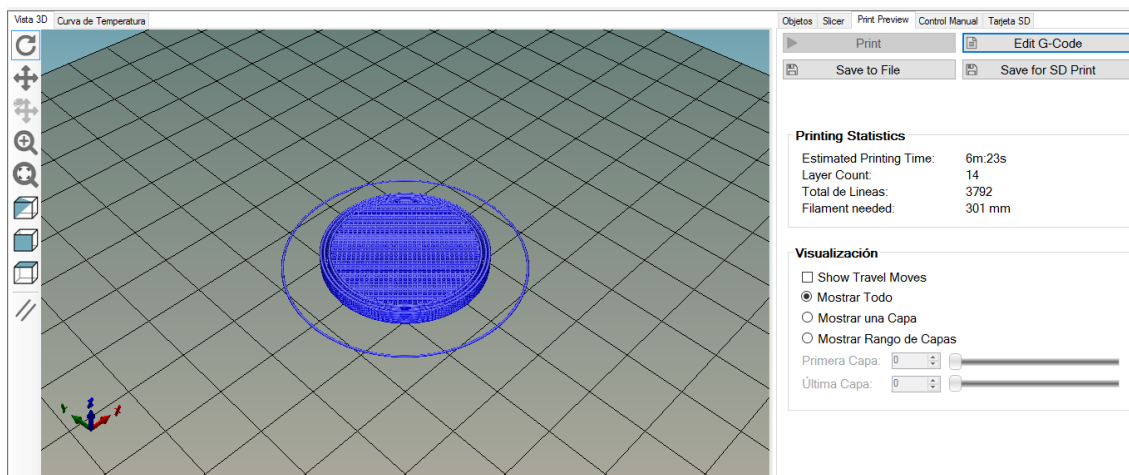 Vista 3D Curva de Temperatura
Objetos Slicer Print Preview Control Manual Tarjeta SD
Print Edit G-Code
Save to File Save for SD Print
Printing Statistics
Estimated Printing Time: 6m:23s
Layer Count: 14
Total de Lineas: 3792
Filament needed: 301 mm
Visualización
Show Travel Moves
Mostrar Todo
Mostrar una Capa
Mostrar Rango de Capas
Primera Capa: 0
Última Capa: 0